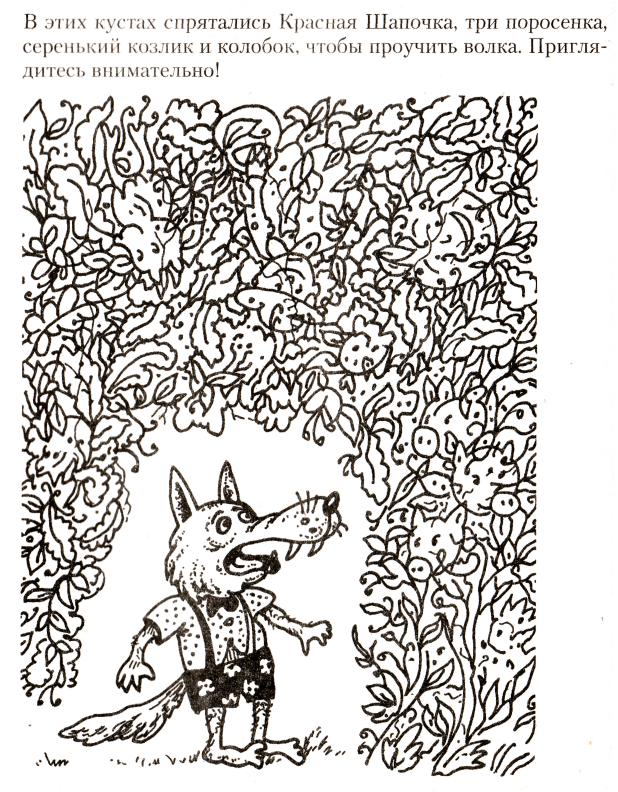 В этих кустах спрятались Красная Шапочка, три поросенка,
серенький козлик и колобок, чтобы проучить волка. Пригля-
дитесь внимательно!